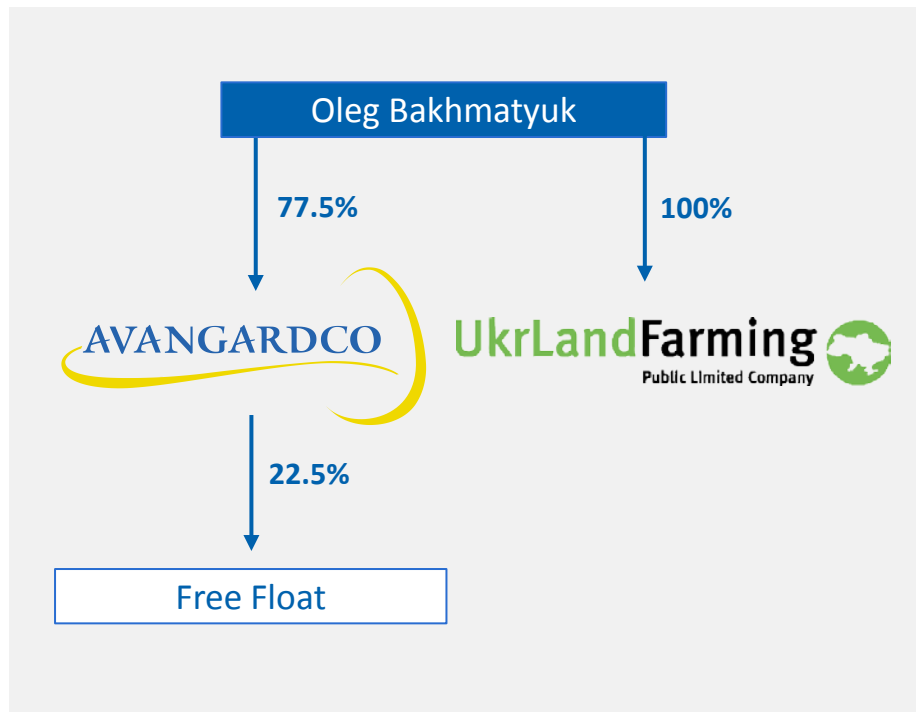 Oleg Bakhmatyuk
77.5%
100%
AVANGARDCO
UkrLandFarming
Public Limited Company
22.5%
Free Float